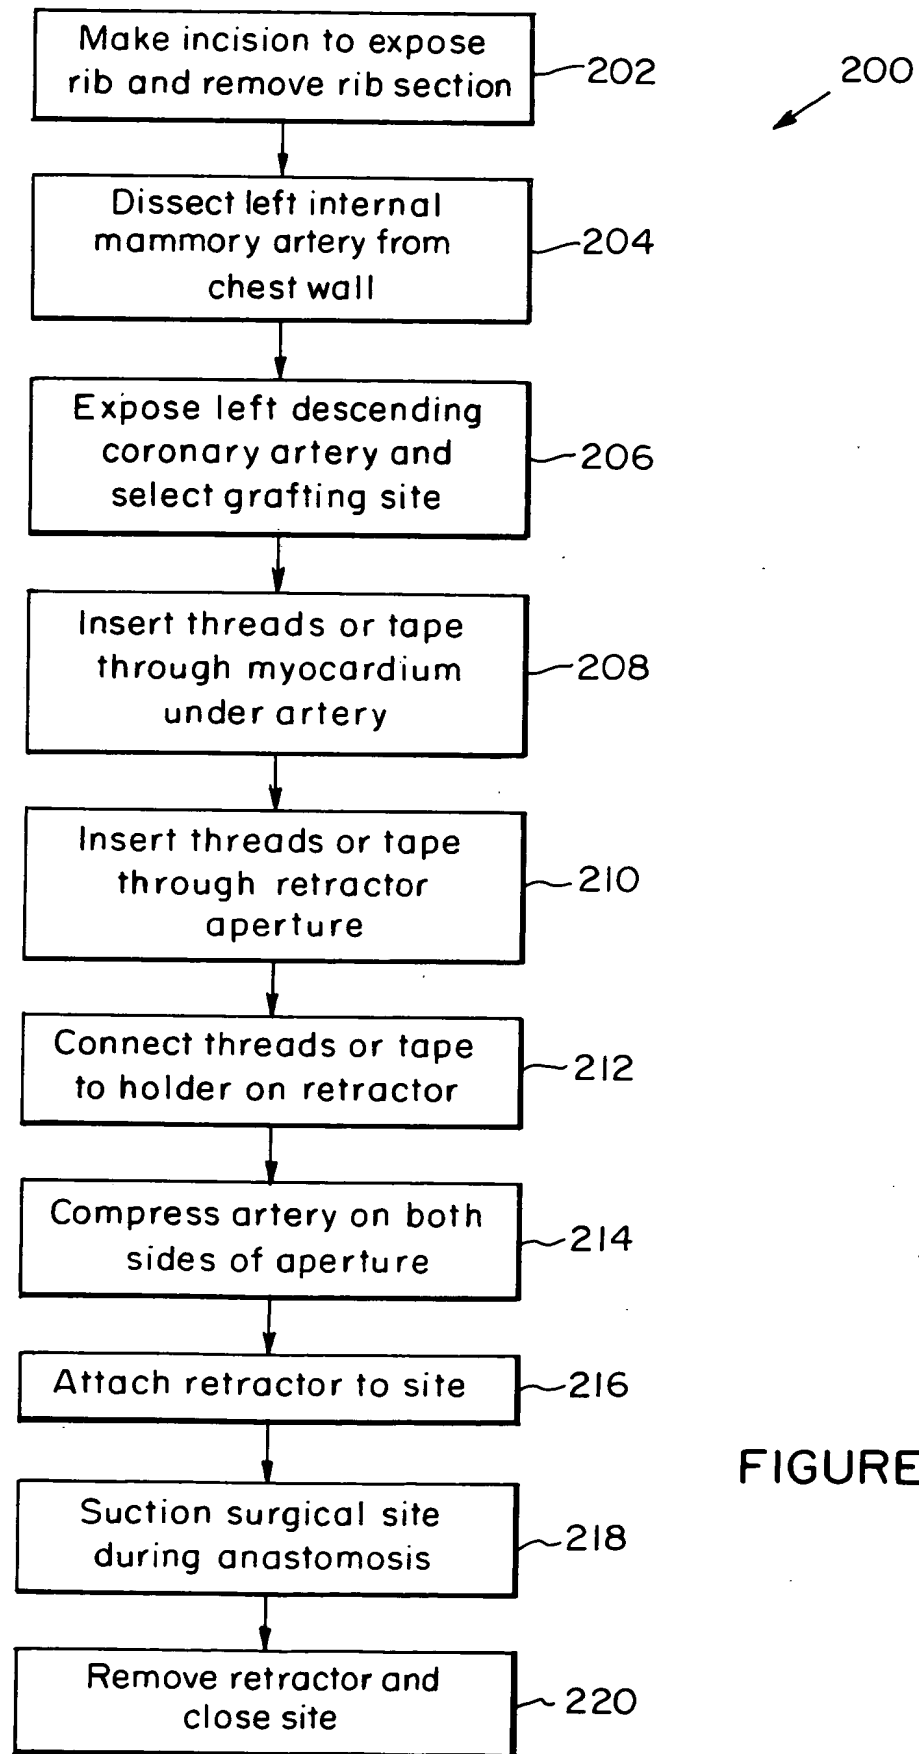 Make incision to expose
rib and remove rib section
202
200
Dissect left internal
mammory artery from
chest wall
204
Expose left descending
coronary artery and
select grafting site
206
Insert threads or tape
through myocardium
under artery
208
Insert threads or tape
through retractor
aperture
210
Connect threads or tape
to holder on retractor
212
Compress artery on both
sides of aperture
214
Attach retractor to site
216
FIGURE
Suction surgical site
during anastomosis
218
Remove retractor and
close site
220